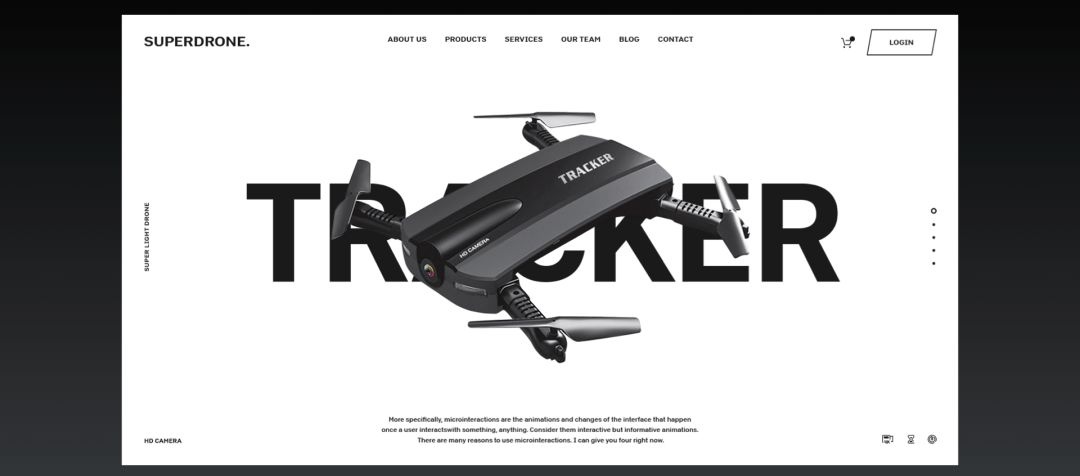 SUPERDRONE.
ABOUT US PRODUCTS SERVICES OUR TEAM BLOG CONTACT
LOGIN
TRACKER
TRACKER
HD CAMERA
SUPER LIGHT DRONE
More specifically, microinteractions are the animations and changes of the interface that happen
once a user interactswith something, anything. Consider them interactive but informative animations.
There are many reasons to use microinteractions. I can give you four right now.
HD CAMERA